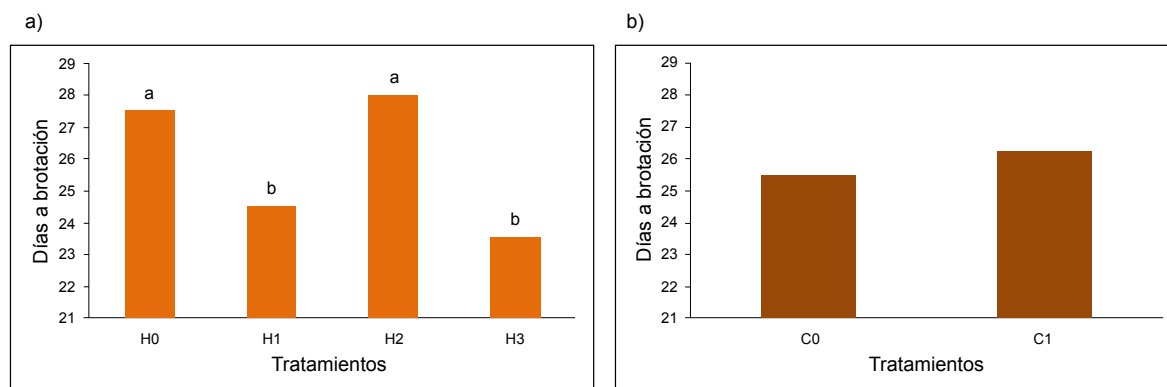 a)
29
28
27
26
25
24
23
22
21
Días a brotación
a
b
a
b
H0 H1 H2 H3
Tratamientos
b)
29
28
27
26
25
24
23
22
21
Días a brotación
C0 C1
Tratamientos